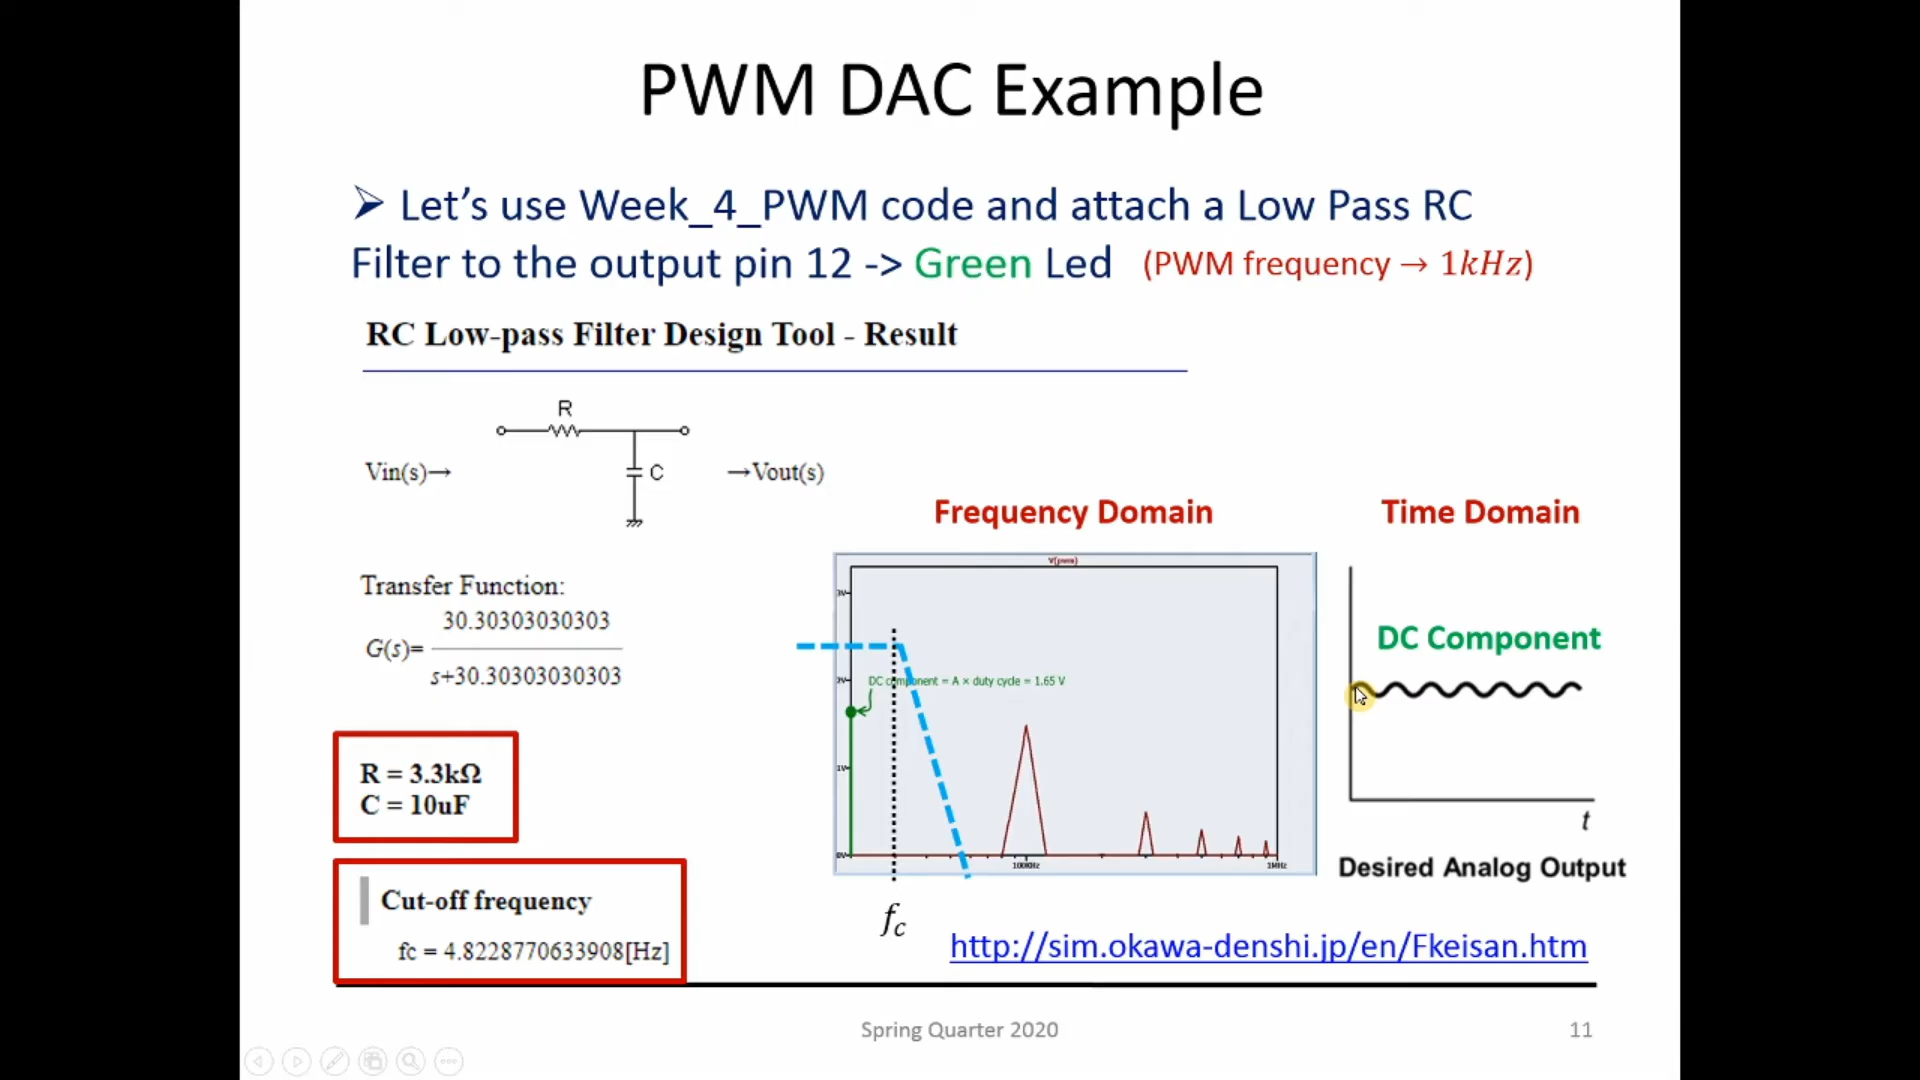 PWM DAC Example
➢ Let's use Week_4_PWM code and attach a Low Pass RC
Filter to the output pin 12 -> Green Led (PWM frequency → 1kHz)
RC Low-pass Filter Design Tool - Result
R
Vin(s)→
C
→Vout(s)
Frequency Domain
Time Domain
V(pwm)
Transfer Function:
30.30303030303
G(s)=
s+30.30303030303
DC Component
DC component = A × duty cycle = 1.65 V
R = 3.3kΩ
C = 10uF
100KHz
1MHz
t
Desired Analog Output
Cut-off frequency
fc = 4.8228770633908[Hz]
fc
http://sim.okawa-denshi.jp/en/Fkeisan.htm
Spring Quarter 2020
11